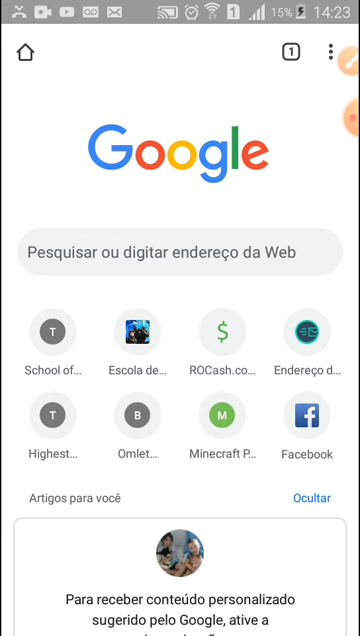 1 15% 14:23
1
Google
Pesquisar ou digitar endereço da Web
T $
School of... Escola de... ROCash.co... Endereço d...
T B M f
Highest... Omlet... Minecraft P... Facebook
Artigos para você Ocultar
Para receber conteúdo personalizado
sugerido pelo Google, ative a